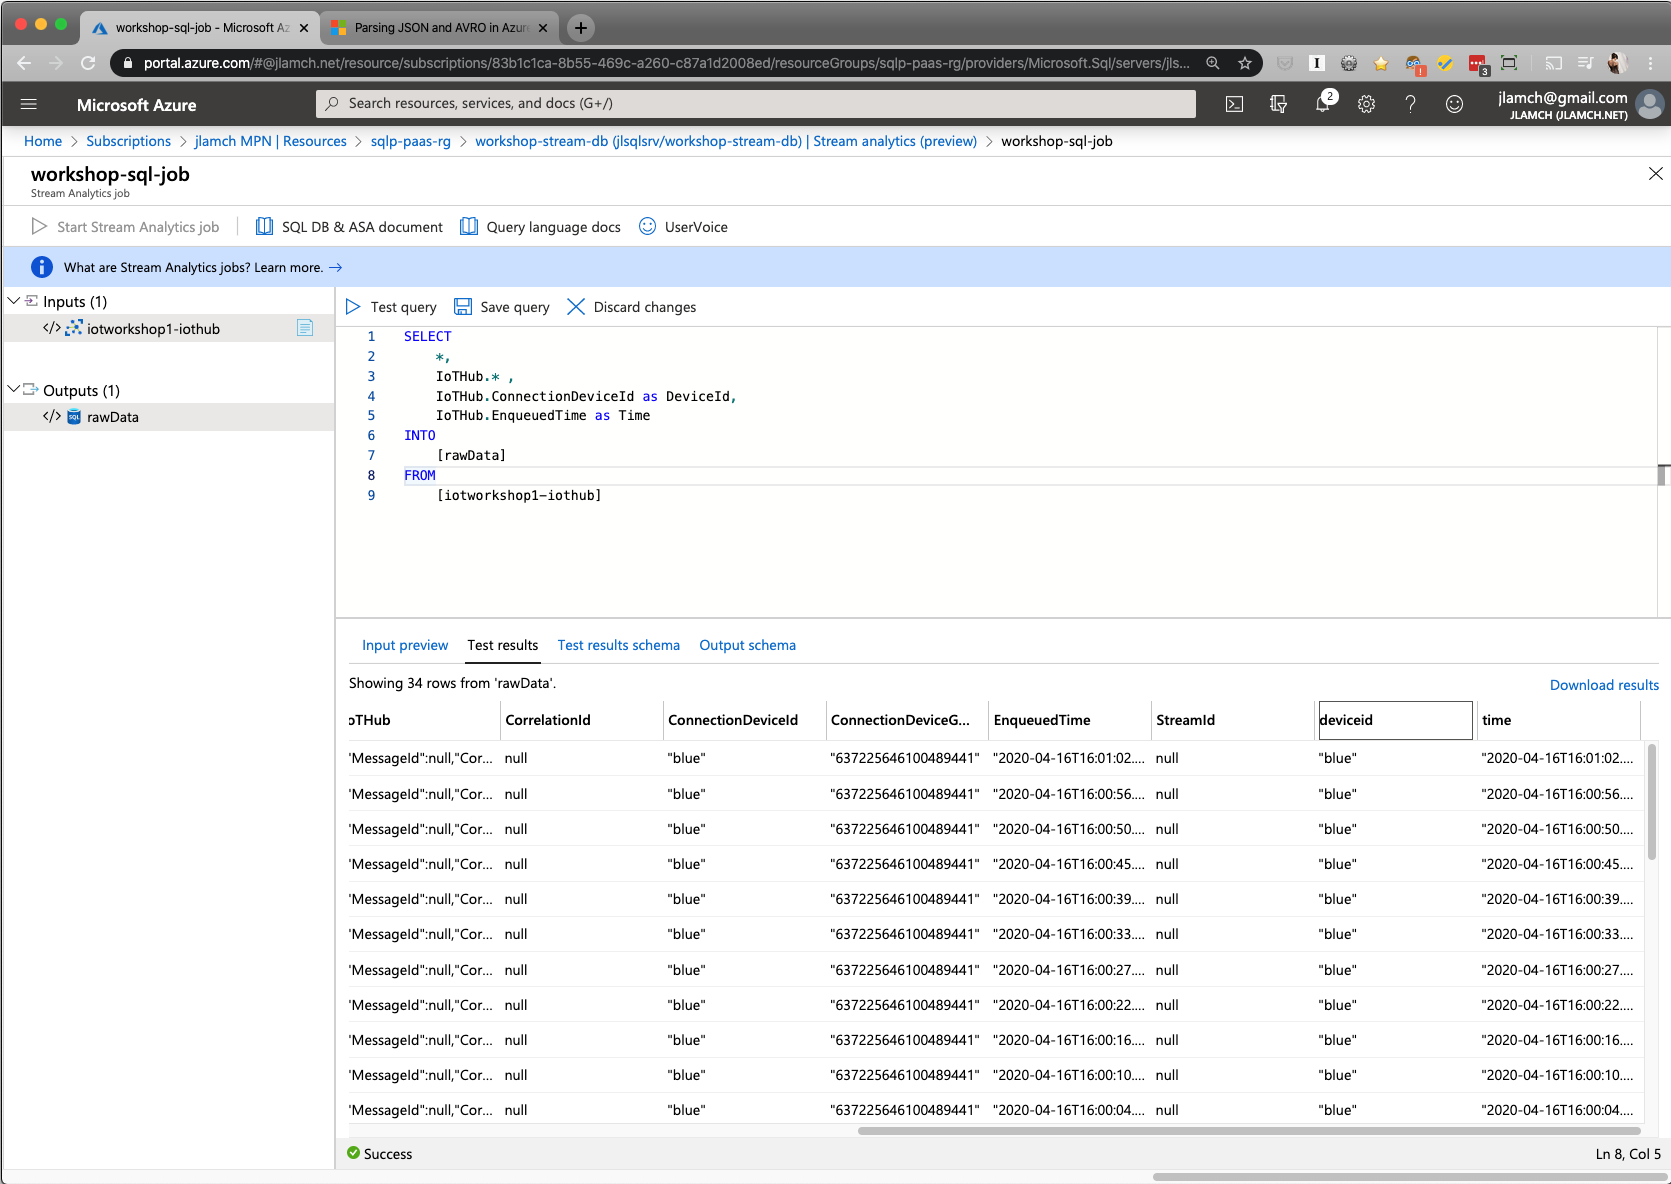 workshop-sql-job - Microsoft Az
Parsing JSON and AVRO in Azure
portal.azure.com/#@jlamch.net/resource/subscriptions/83b1c1ca-8b55-469c-a260-c87a1d2008ed/resourceGroups/sqlp-paas-rg/providers/Microsoft.Sql/servers/jls...
3
Microsoft Azure
Search resources, services, and docs (G+/)
2
jlamch@gmail.com
JLAMCH (JLAMCH.NET)
Home > Subscriptions > jlamch MPN | Resources > sqlp-paas-rg > workshop-stream-db (jlsqlsrv/workshop-stream-db) | Stream analytics (preview) > workshop-sql-job
workshop-sql-job
Stream Analytics job
Start Stream Analytics job
SQL DB & ASA document
Query language docs
UserVoice
What are Stream Analytics jobs? Learn more. →
Inputs (1)
</> iotworkshop1-iothub
Outputs (1)
</> SQL rawData
Test query
Save query
Discard changes
1 SELECT
2 *,
3 IoTHub.* ,
4 IoTHub.ConnectionDeviceId as DeviceId,
5 IoTHub.EnqueuedTime as Time
6 INTO
7 [rawData]
8 FROM
9 [iotworkshop1-iothub]
Input preview
Test results
Test results schema
Output schema
Showing 34 rows from 'rawData'.
Download results
oTHub CorrelationId ConnectionDeviceId ConnectionDeviceG... EnqueuedTime StreamId deviceid time
"MessageId":null,"Cor... null "blue" "637225646100489441" "2020-04-16T16:01:02.... null "blue" "2020-04-16T16:01:02....
"MessageId":null,"Cor... null "blue" "637225646100489441" "2020-04-16T16:00:56.... null "blue" "2020-04-16T16:00:56....
"MessageId":null,"Cor... null "blue" "637225646100489441" "2020-04-16T16:00:50.... null "blue" "2020-04-16T16:00:50....
"MessageId":null,"Cor... null "blue" "637225646100489441" "2020-04-16T16:00:45.... null "blue" "2020-04-16T16:00:45....
"MessageId":null,"Cor... null "blue" "637225646100489441" "2020-04-16T16:00:39.... null "blue" "2020-04-16T16:00:39....
"MessageId":null,"Cor... null "blue" "637225646100489441" "2020-04-16T16:00:33.... null "blue" "2020-04-16T16:00:33....
"MessageId":null,"Cor... null "blue" "637225646100489441" "2020-04-16T16:00:27.... null "blue" "2020-04-16T16:00:27....
"MessageId":null,"Cor... null "blue" "637225646100489441" "2020-04-16T16:00:22.... null "blue" "2020-04-16T16:00:22....
"MessageId":null,"Cor... null "blue" "637225646100489441" "2020-04-16T16:00:16.... null "blue" "2020-04-16T16:00:16....
"MessageId":null,"Cor... null "blue" "637225646100489441" "2020-04-16T16:00:10.... null "blue" "2020-04-16T16:00:10....
"MessageId":null,"Cor... null "blue" "637225646100489441" "2020-04-16T16:00:04.... null "blue" "2020-04-16T16:00:04....
Success
Ln 8, Col 5